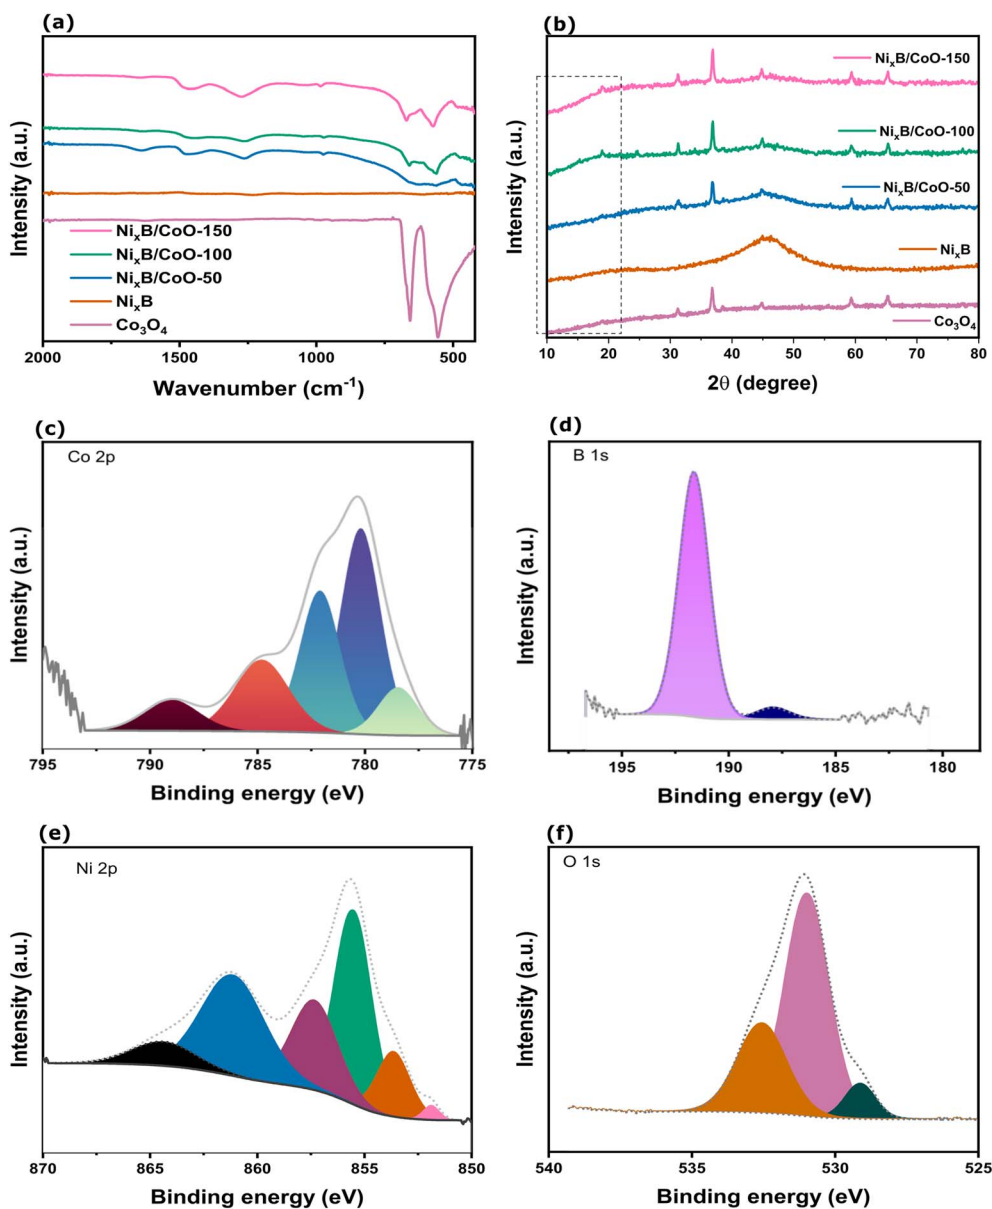 (a)
Intensity (a.u.)
NiₓB/CoO-150
NiₓB/CoO-100
NiₓB/CoO-50
NiₓB
Co₃O₄
2000 1500 1000 500
Wavenumber (cm⁻¹)
(b)
Intensity (a.u.)
NiₓB/CoO-150
NiₓB/CoO-100
NiₓB/CoO-50
NiₓB
Co₃O₄
10 20 30 40 50 60 70 80
2θ (degree)
(c)
Co 2p
Intensity (a.u.)
795 790 785 780 775
Binding energy (eV)
(d)
B 1s
Intensity (a.u.)
195 190 185 180
Binding energy (eV)
(e)
Ni 2p
Intensity (a.u.)
870 865 860 855 850
Binding energy (eV)
(f)
O 1s
Intensity (a.u.)
540 535 530 525
Binding energy (eV)